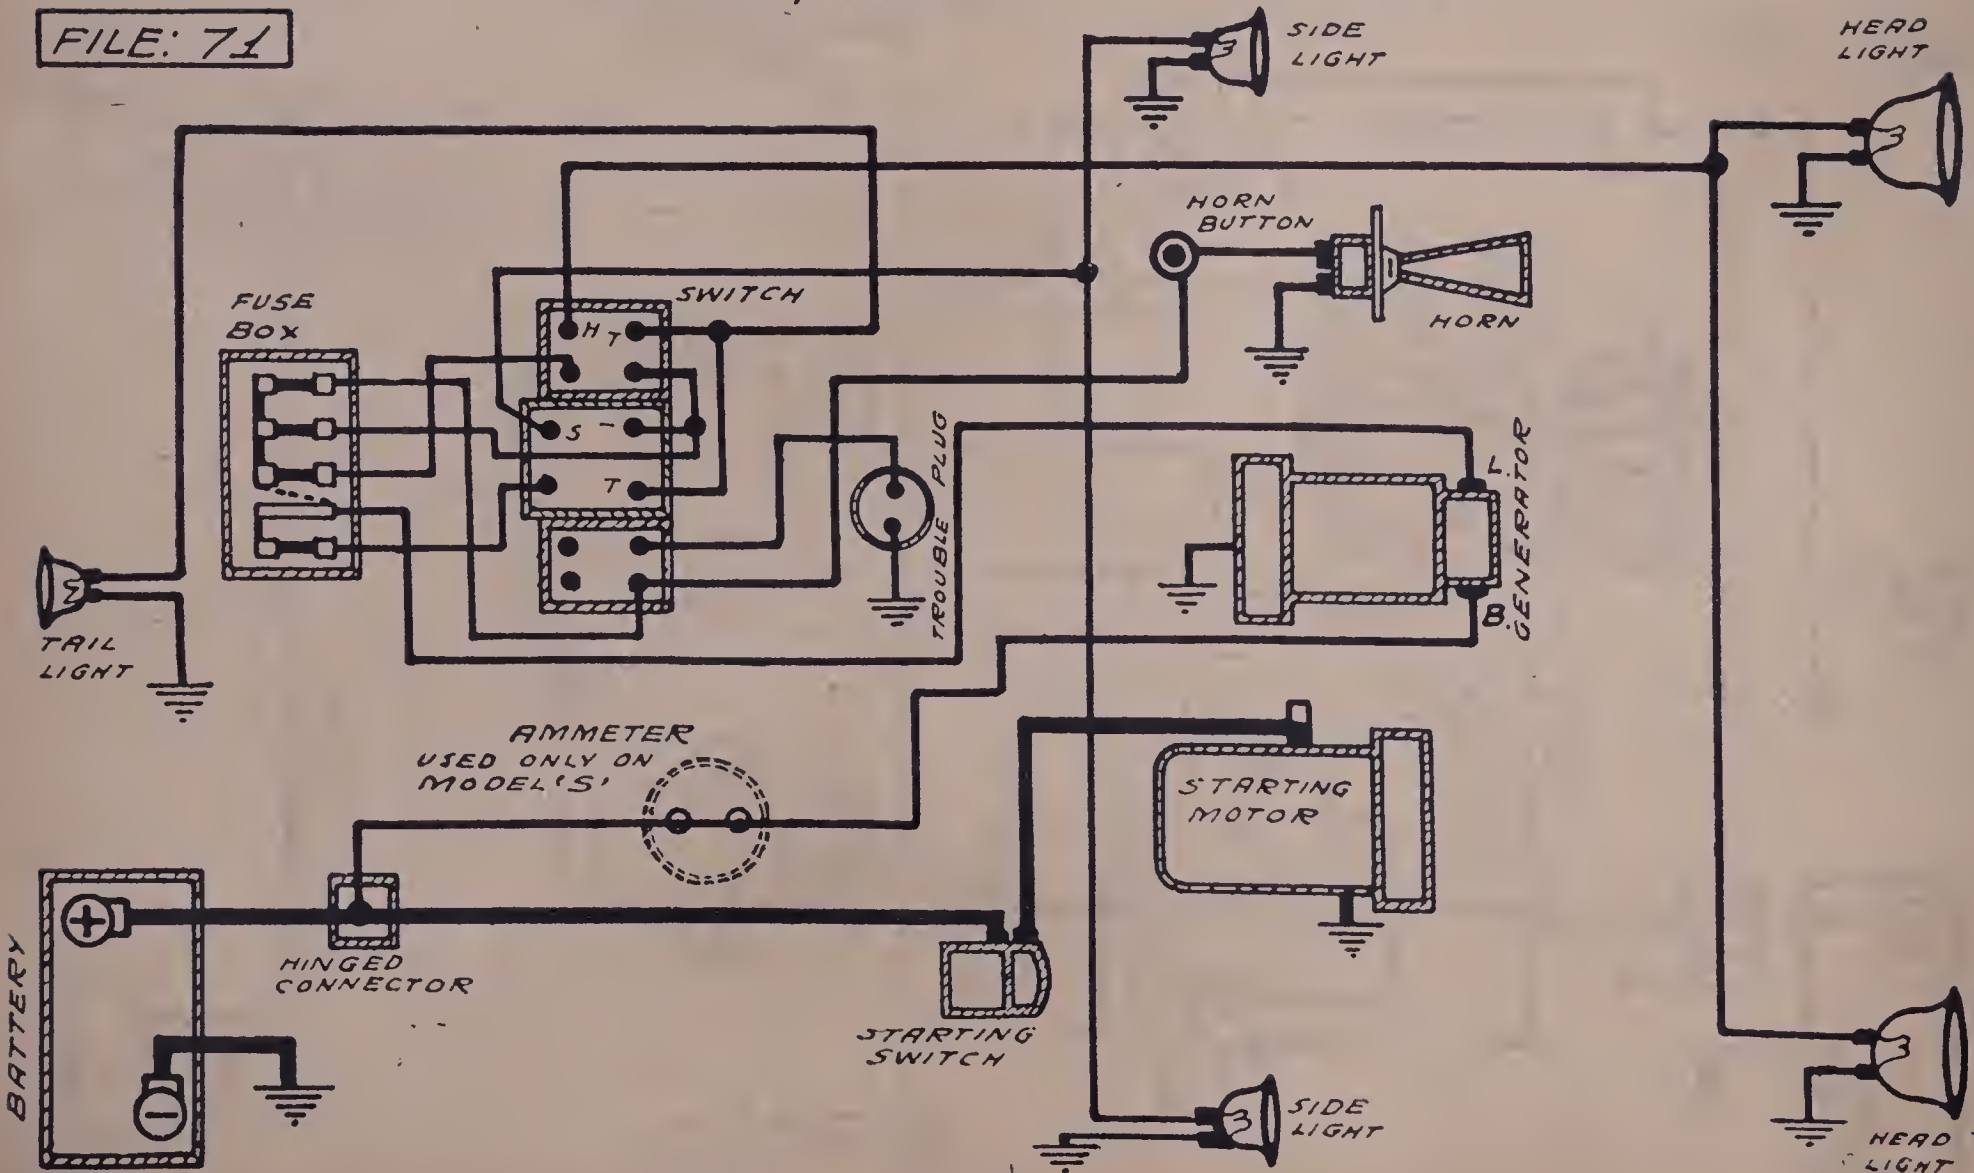 FILE: 71
SIDE
LIGHT
HEAD
LIGHT
HORN
BUTTON
HORN
FUSE
BOX
SWITCH
H T
S -
T
TROUBLE PLUG
L.
GENERATOR
B.
TAIL
LIGHT
AMMETER
USED ONLY ON
MODEL 'S'
STARTING
MOTOR
BATTERY
+
-
HINGED
CONNECTOR
STARTING
SWITCH
SIDE
LIGHT
HEAD
LIGHT